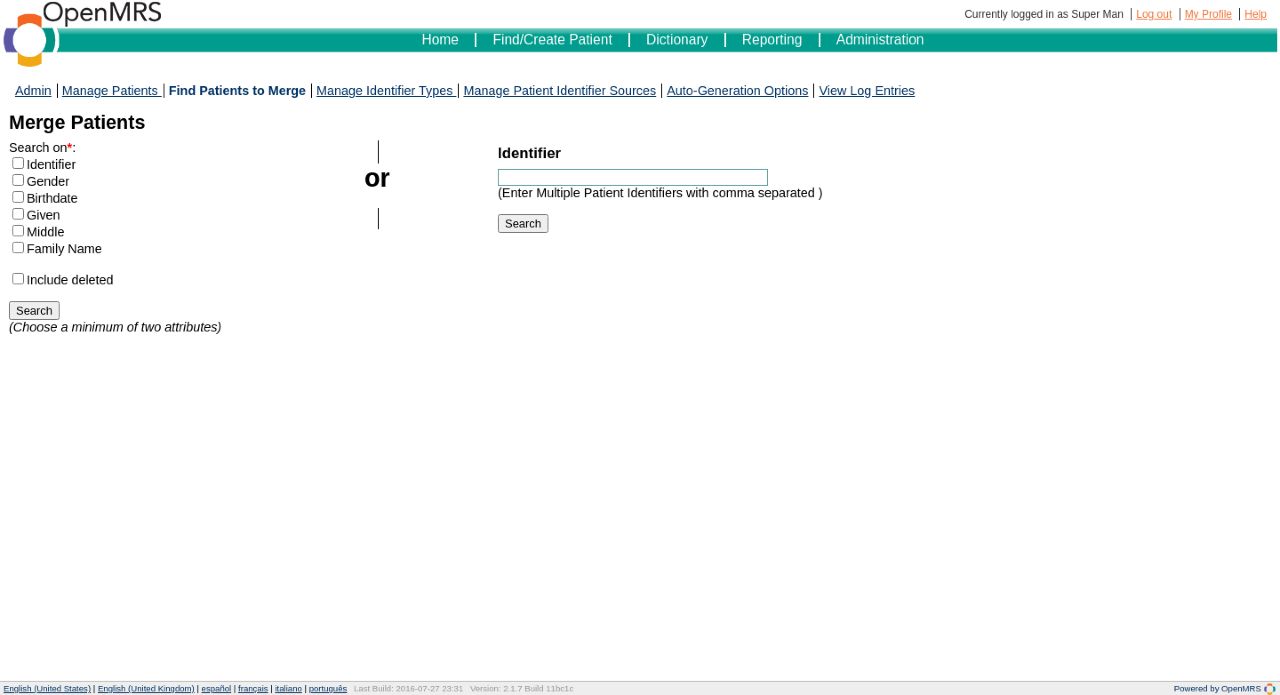 OpenMRS
Currently logged in as Super Man | Log out | My Profile | Help
Home | Find/Create Patient | Dictionary | Reporting | Administration
Admin | Manage Patients | Find Patients to Merge | Manage Identifier Types | Manage Patient Identifier Sources | Auto-Generation Options | View Log Entries
Merge Patients
Search on*:
Identifier
Gender
Birthdate
Given
Middle
Family Name
Include deleted
Search
(Choose a minimum of two attributes)
or
Identifier
(Enter Multiple Patient Identifiers with comma separated )
Search
English (United States) | English (United Kingdom) | español | français | italiano | português Last Build: 2016-07-27 23:31 Version: 2.1.7 Build 11bc1c Powered by OpenMRS